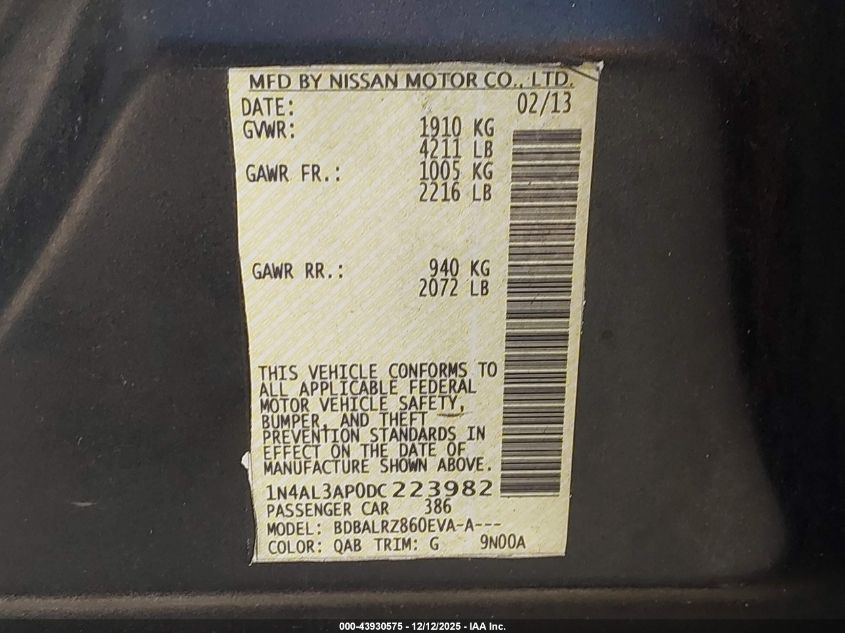 MFD BY NISSAN MOTOR CO., LTD.
DATE: 02/13
GVWR: 1910 KG
4211 LB
GAWR FR.: 1005 KG
2216 LB
GAWR RR.: 940 KG
2072 LB
THIS VEHICLE CONFORMS TO
ALL APPLICABLE FEDERAL
MOTOR VEHICLE SAFETY,
BUMPER, AND THEFT
PREVENTION STANDARDS IN
EFFECT ON THE DATE OF
MANUFACTURE SHOWN ABOVE.
1N4AL3AP0DC223982
PASSENGER CAR 386
MODEL: BDBALRZ860EVA-A---
COLOR: QAB TRIM: G 9N00A
000-43930575 - 12/12/2025 - IAA Inc.